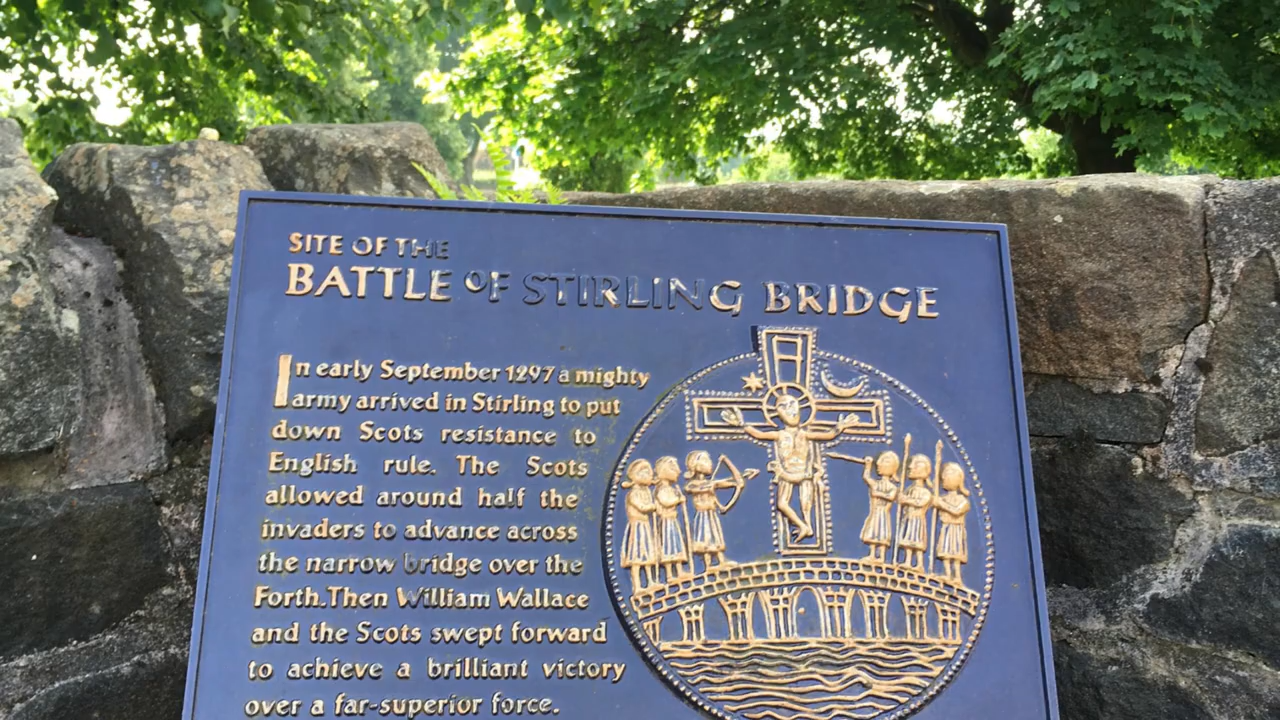 SITE OF THE
BATTLE OF STIRLING BRIDGE
In early September 1297 a mighty
army arrived in Stirling to put
down Scots resistance to
English rule. The Scots
allowed around half the
invaders to advance across
the narrow bridge over the
Forth. Then William Wallace
and the Scots swept forward
to achieve a brilliant victory
over a far-superior force.